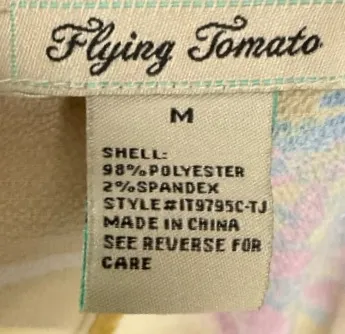 Flying Tomato
M
SHELL:
98%POLYESTER
2%SPANDEX
STYLE#IT9795C-TJ
MADE IN CHINA
SEE REVERSE FOR
CARE